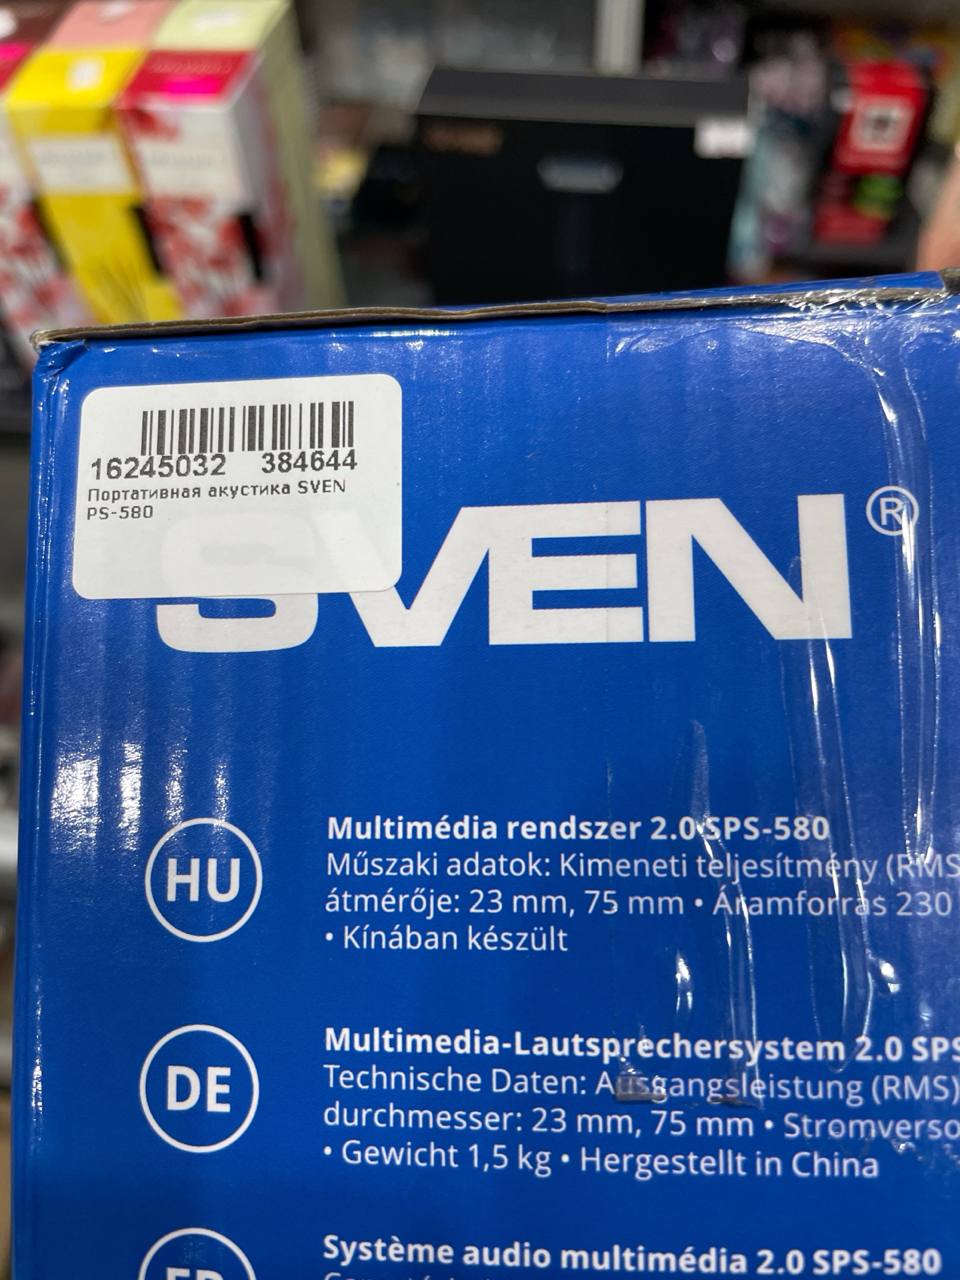 16245032 384644
Портативная акустика SVEN
PS-580
SVEN®
HU
Multimédia rendszer 2.0 SPS-580
Műszaki adatok: Kimeneti teljesítmény (RMS
átmérője: 23 mm, 75 mm • Áramforrás 230
• Kínában készült
DE
Multimedia-Lautsprechersystem 2.0 SPS
Technische Daten: Ausgangsleistung (RMS)
durchmesser: 23 mm, 75 mm • Stromverso
• Gewicht 1,5 kg • Hergestellt in China
FR
Système audio multimédia 2.0 SPS-580